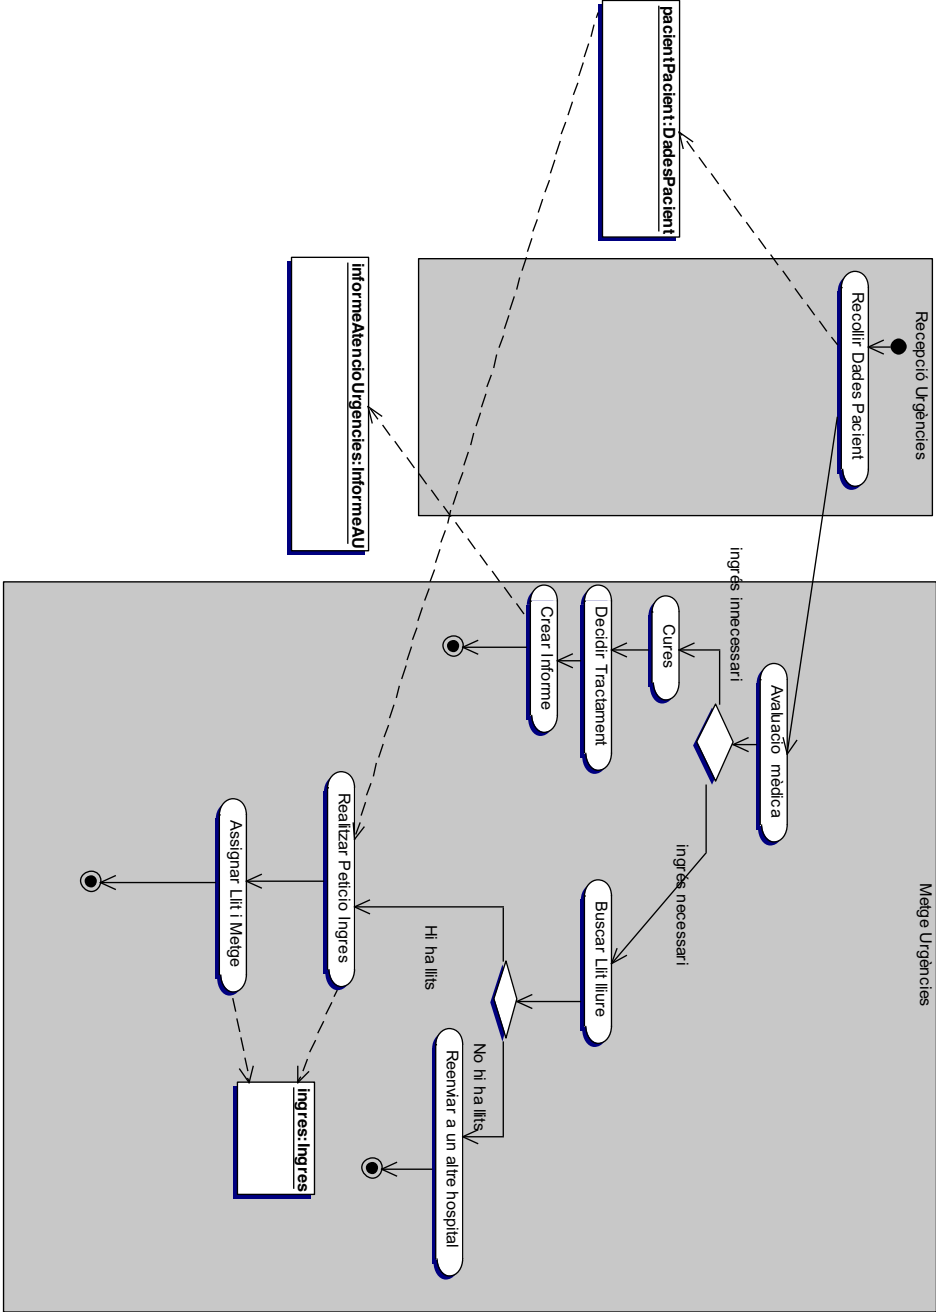 Recepció Urgències
Metge Urgències
Recollir Dades Pacient
pacientPacient:DadesPacient
Avaluacio mèdica
ingrés innecessari
ingrés necessari
Cures
Decidir Tractament
Buscar Llit lliure
Crear Informe
No hi ha llits
Hi ha llits
Reenviar a un altre hospital
informeAtencioUrgencies:InformeAU
Realitzar Peticio Ingres
ingres:Ingres
Assignar Llit i Metge